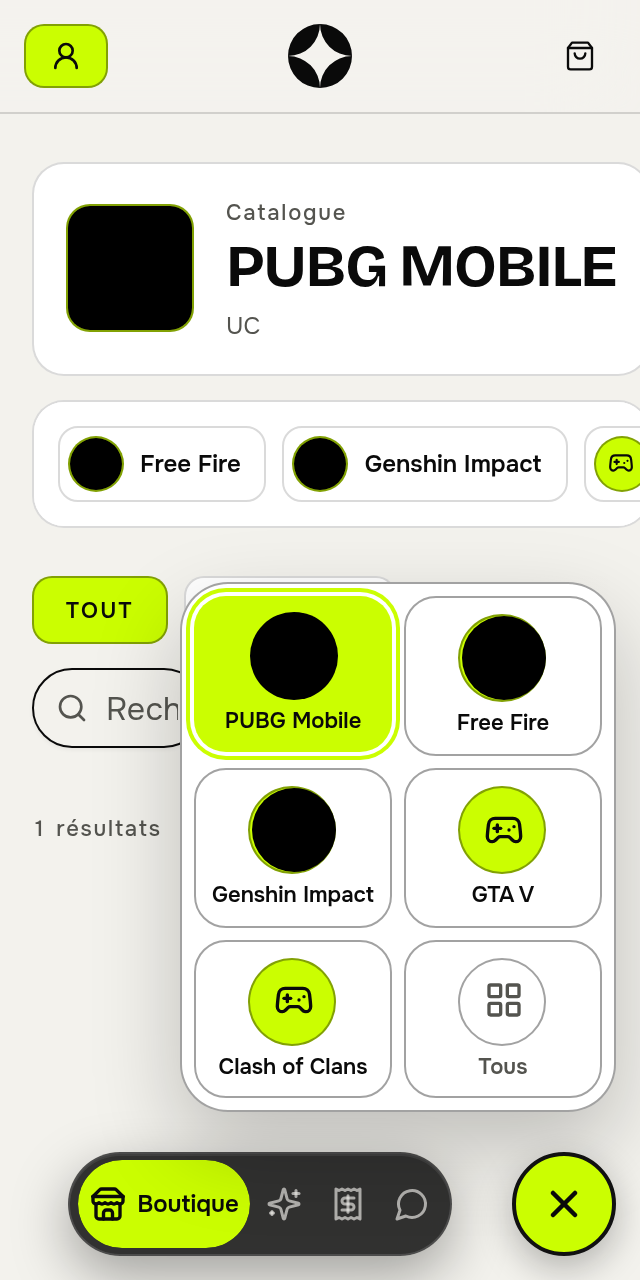 Catalogue
PUBG MOBILE
UC
Free Fire
Genshin Impact
TOUT
Rech
1 résultats
PUBG Mobile
Free Fire
Genshin Impact
GTA V
Clash of Clans
Tous
Boutique